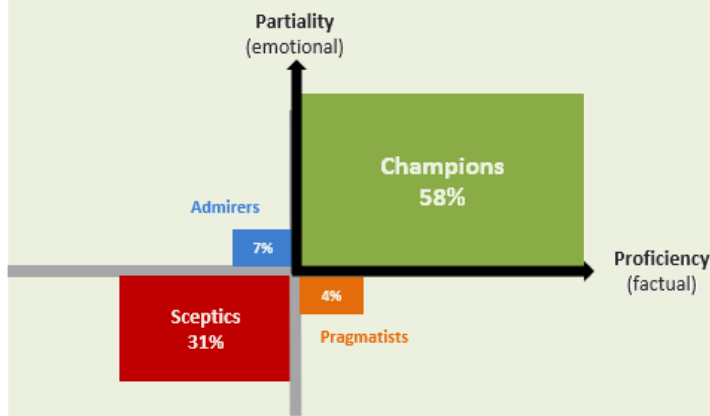 Partiality
(emotional)
Champions
58%
Admirers
7%
Proficiency
(factual)
4%
Sceptics
31%
Pragmatists